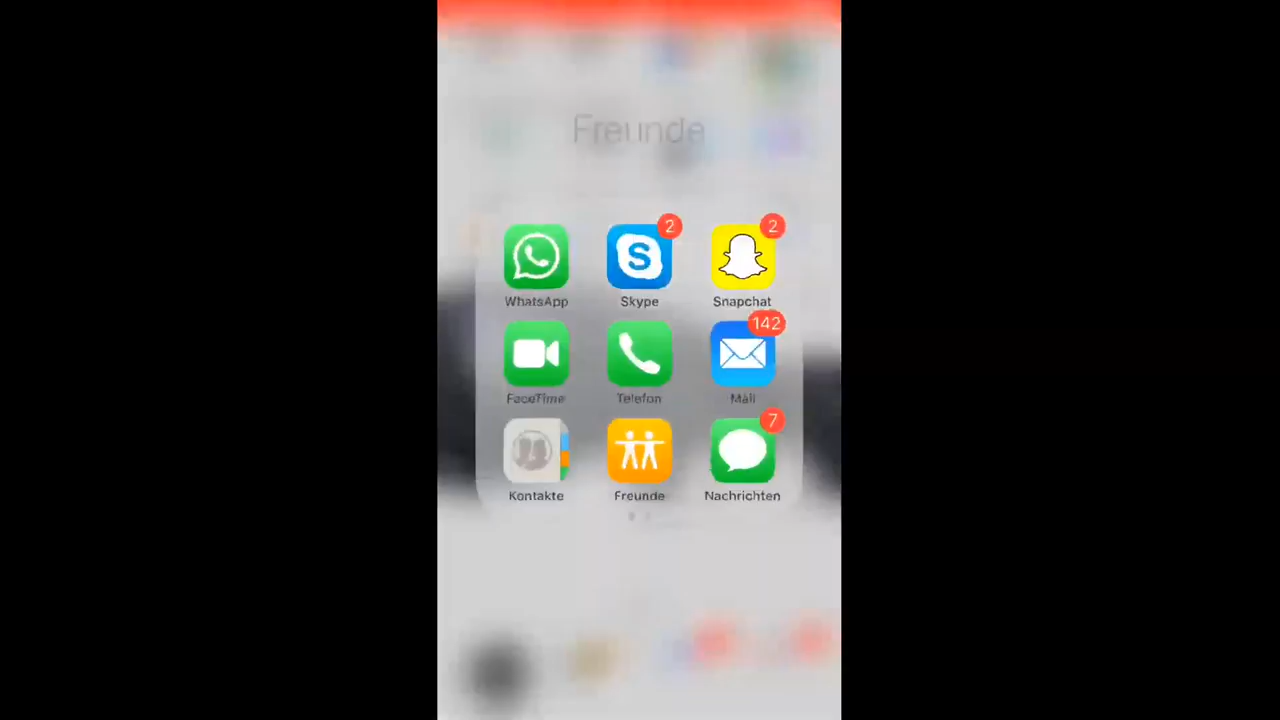 Freunde
2 2
WhatsApp Skype Snapchat
142
FaceTime Telefon Mail
7
Kontakte Freunde Nachrichten